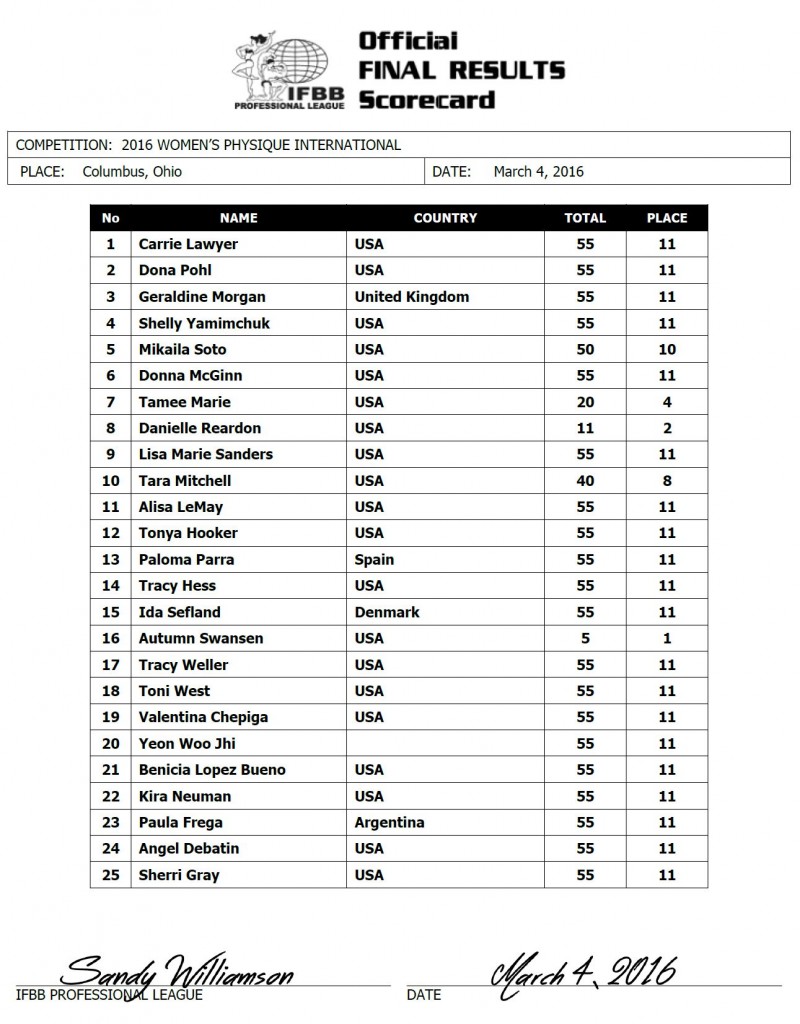 Official
FINAL RESULTS
Scorecard
IFBB
PROFESSIONAL LEAGUE
COMPETITION: 2016 WOMEN'S PHYSIQUE INTERNATIONAL
PLACE: Columbus, Ohio DATE: March 4, 2016
No NAME COUNTRY TOTAL PLACE
1 Carrie Lawyer USA 55 11
2 Dona Pohl USA 55 11
3 Geraldine Morgan United Kingdom 55 11
4 Shelly Yamimchuk USA 55 11
5 Mikaila Soto USA 50 10
6 Donna McGinn USA 55 11
7 Tamee Marie USA 20 4
8 Danielle Reardon USA 11 2
9 Lisa Marie Sanders USA 55 11
10 Tara Mitchell USA 40 8
11 Alisa LeMay USA 55 11
12 Tonya Hooker USA 55 11
13 Paloma Parra Spain 55 11
14 Tracy Hess USA 55 11
15 Ida Sefland Denmark 55 11
16 Autumn Swansen USA 5 1
17 Tracy Weller USA 55 11
18 Toni West USA 55 11
19 Valentina Chepiga USA 55 11
20 Yeon Woo Jhi 55 11
21 Benicia Lopez Bueno USA 55 11
22 Kira Neuman USA 55 11
23 Paula Frega Argentina 55 11
24 Angel Debatin USA 55 11
25 Sherri Gray USA 55 11
Sandy Williamson March 4, 2016
IFBB PROFESSIONAL LEAGUE DATE